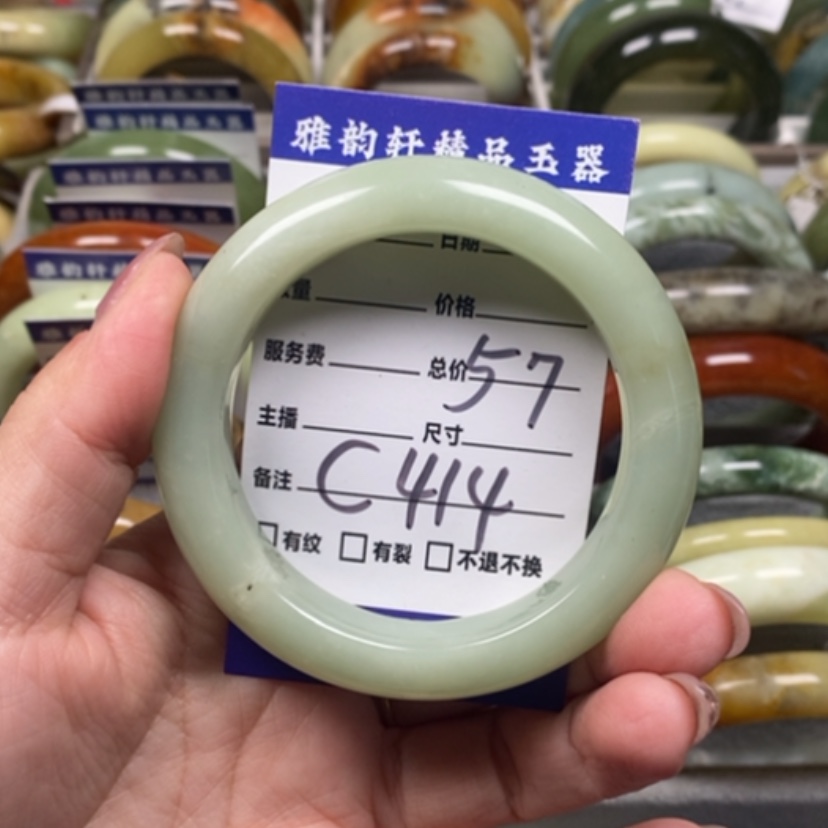 雅韵轩精品玉器
日期
量 价格
服务费 总价 57
主播 尺寸
备注 C414
有纹 有裂 不退不换